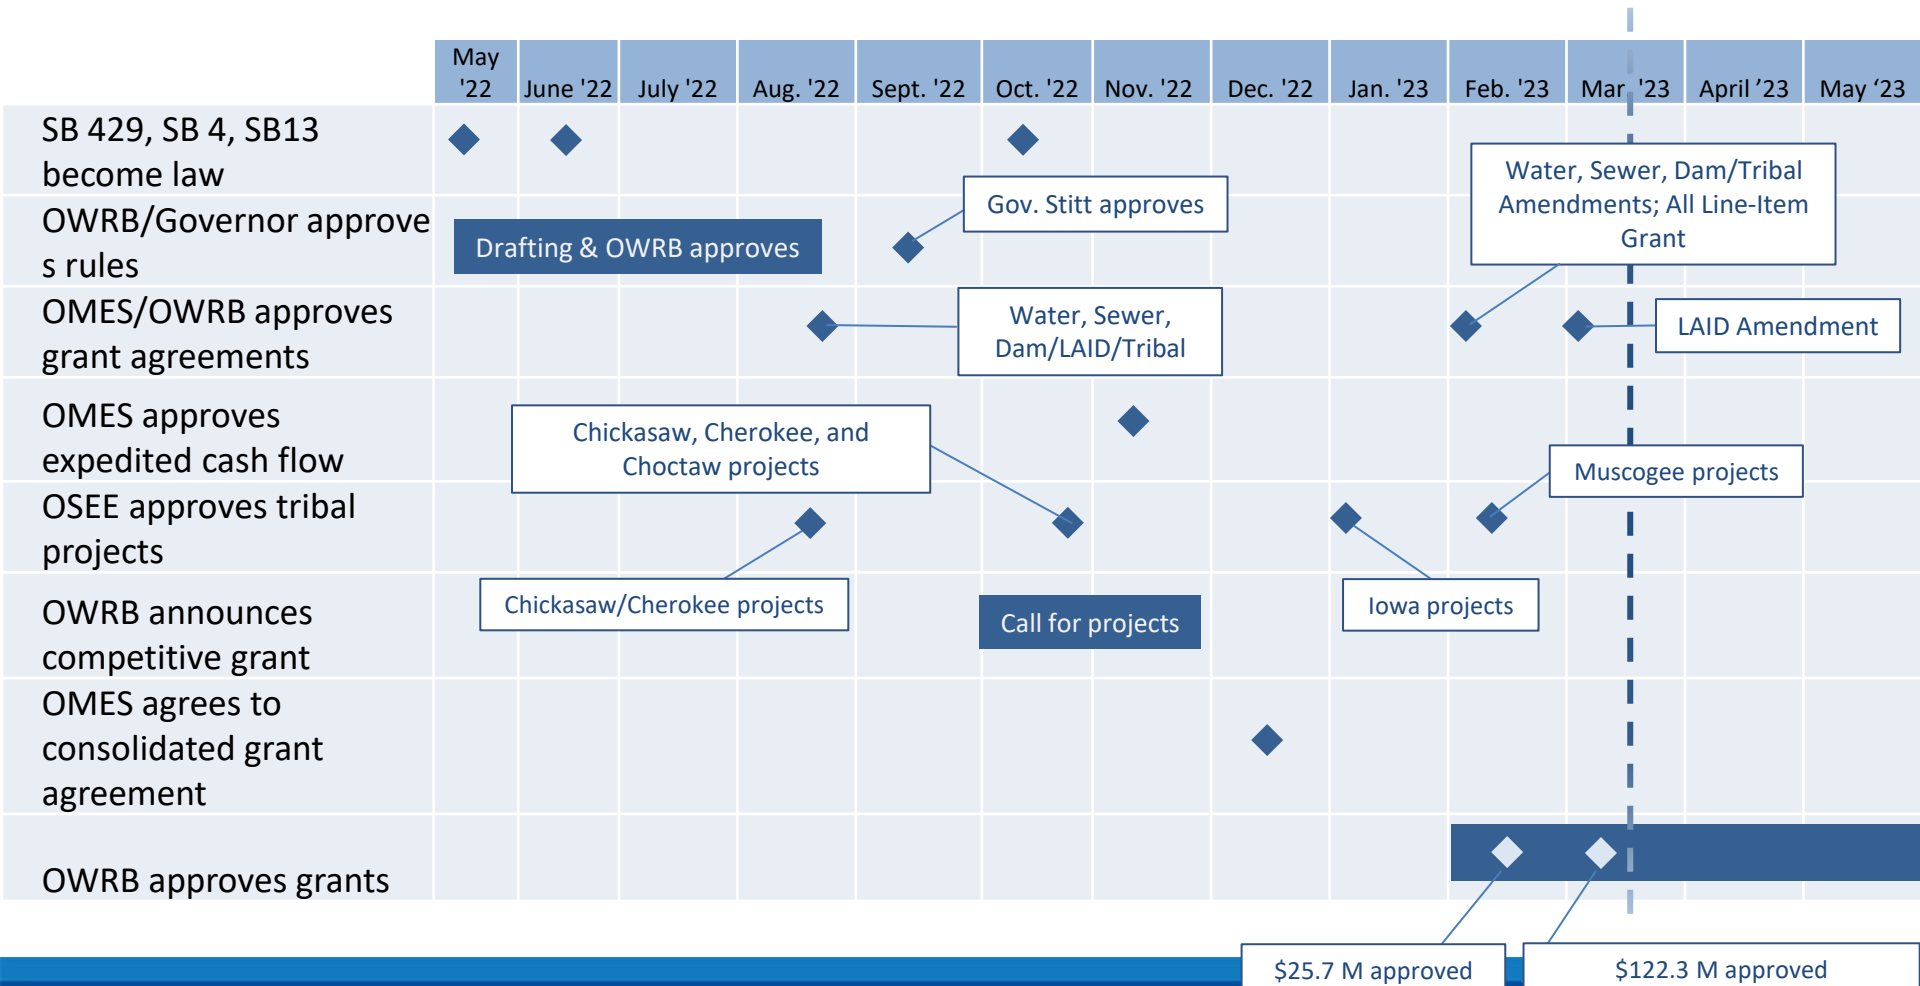 May
'22
June '22
July '22
Aug. '22
Sept. '22
Oct. '22
Nov. '22
Dec. '22
Jan. '23
Feb. '23
Mar. '23
April ’23
May ‘23
SB 429, SB 4, SB13
become law
OWRB/Governor approve
s rules
Drafting & OWRB approves
Gov. Stitt approves
Water, Sewer, Dam/Tribal
Amendments; All Line-Item
Grant
OMES/OWRB approves
grant agreements
Water, Sewer,
Dam/LAID/Tribal
LAID Amendment
OMES approves
expedited cash flow
Chickasaw, Cherokee, and
Choctaw projects
Muscogee projects
OSEE approves tribal
projects
Chickasaw/Cherokee projects
Iowa projects
OWRB announces
competitive grant
Call for projects
OMES agrees to
consolidated grant
agreement
OWRB approves grants
$25.7 M approved
$122.3 M approved